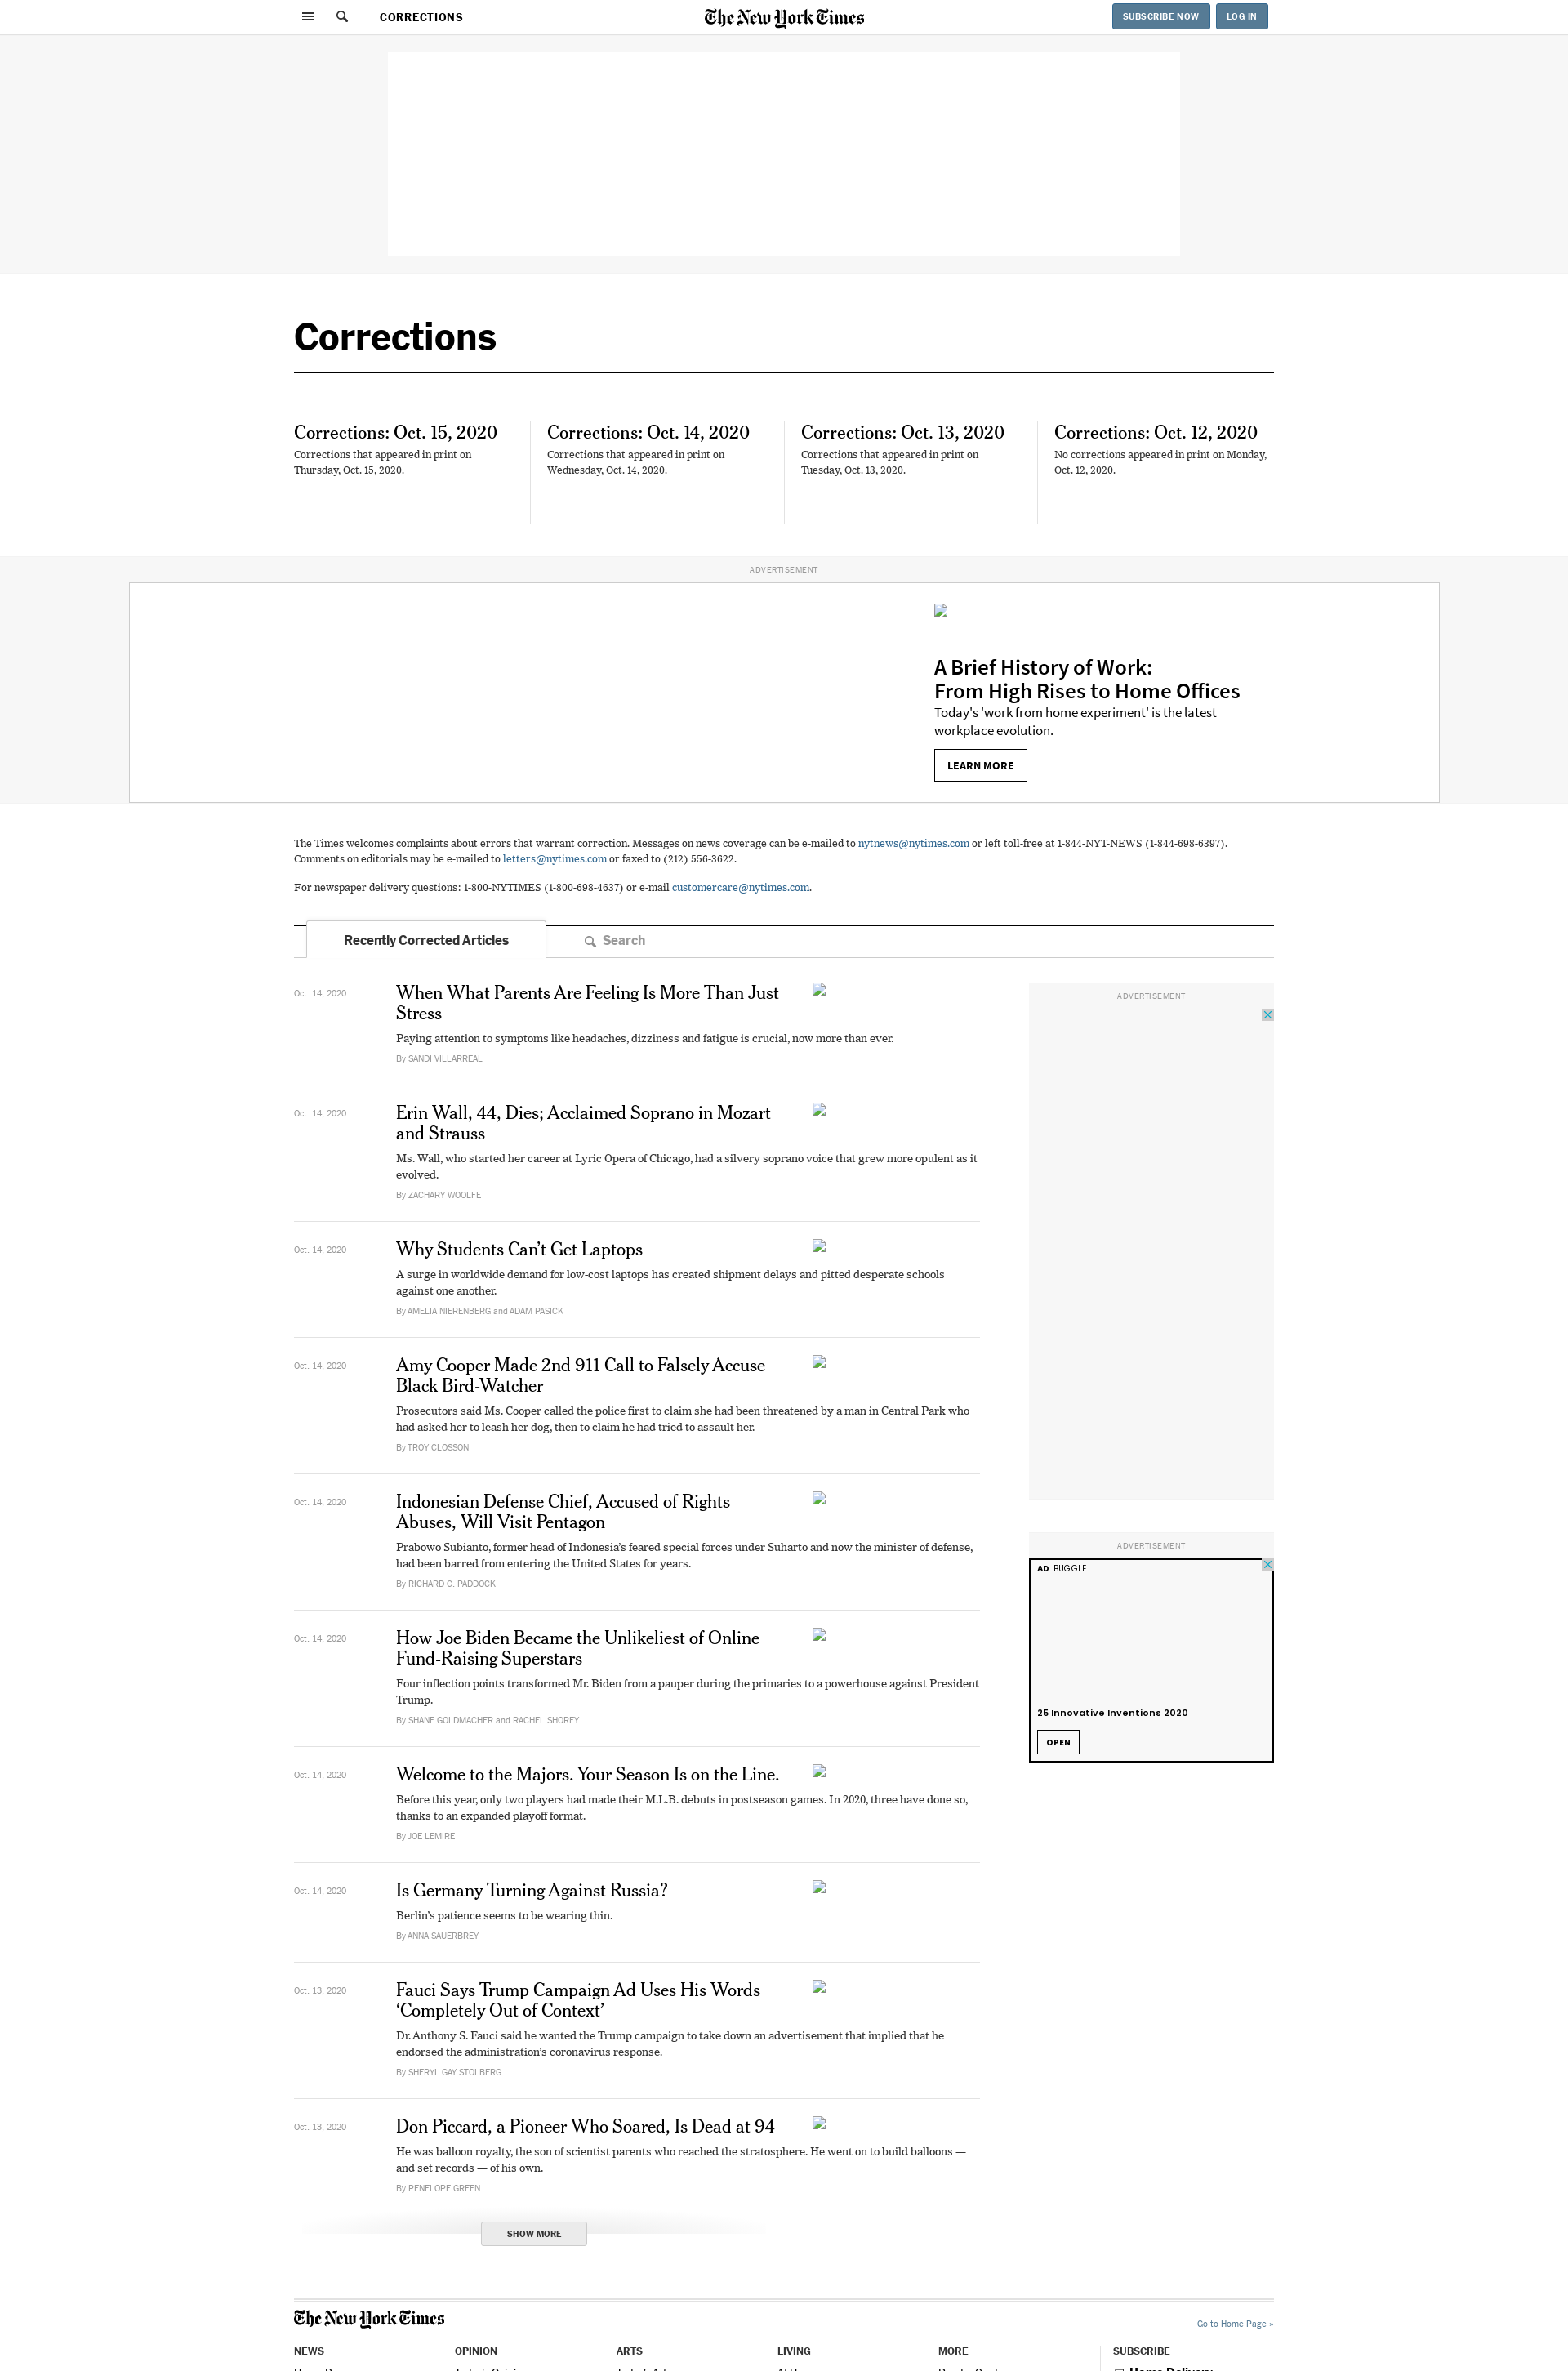 CORRECTIONS
The New York Times
SUBSCRIBE NOW
LOG IN
Corrections
Corrections: Oct. 15, 2020
Corrections that appeared in print on
Thursday, Oct. 15, 2020.
Corrections: Oct. 14, 2020
Corrections that appeared in print on
Wednesday, Oct. 14, 2020.
Corrections: Oct. 13, 2020
Corrections that appeared in print on
Tuesday, Oct. 13, 2020.
Corrections: Oct. 12, 2020
No corrections appeared in print on Monday,
Oct. 12, 2020.
ADVERTISEMENT
A Brief History of Work:
From High Rises to Home Offices
Today's 'work from home experiment' is the latest
workplace evolution.
LEARN MORE
The Times welcomes complaints about errors that warrant correction. Messages on news coverage can be e-mailed to nytnews@nytimes.com or left toll-free at 1-844-NYT-NEWS (1-844-698-6397).
Comments on editorials may be e-mailed to letters@nytimes.com or faxed to (212) 556-3622.
For newspaper delivery questions: 1-800-NYTIMES (1-800-698-4637) or e-mail customercare@nytimes.com.
Recently Corrected Articles
Search
Oct. 14, 2020
When What Parents Are Feeling Is More Than Just
Stress
Paying attention to symptoms like headaches, dizziness and fatigue is crucial, now more than ever.
By SANDI VILLARREAL
Oct. 14, 2020
Erin Wall, 44, Dies; Acclaimed Soprano in Mozart
and Strauss
Ms. Wall, who started her career at Lyric Opera of Chicago, had a silvery soprano voice that grew more opulent as it
evolved.
By ZACHARY WOOLFE
Oct. 14, 2020
Why Students Can’t Get Laptops
A surge in worldwide demand for low-cost laptops has created shipment delays and pitted desperate schools
against one another.
By AMELIA NIERENBERG and ADAM PASICK
Oct. 14, 2020
Amy Cooper Made 2nd 911 Call to Falsely Accuse
Black Bird-Watcher
Prosecutors said Ms. Cooper called the police first to claim she had been threatened by a man in Central Park who
had asked her to leash her dog, then to claim he had tried to assault her.
By TROY CLOSSON
Oct. 14, 2020
Indonesian Defense Chief, Accused of Rights
Abuses, Will Visit Pentagon
Prabowo Subianto, former head of Indonesia’s feared special forces under Suharto and now the minister of defense,
had been barred from entering the United States for years.
By RICHARD C. PADDOCK
Oct. 14, 2020
How Joe Biden Became the Unlikeliest of Online
Fund-Raising Superstars
Four inflection points transformed Mr. Biden from a pauper during the primaries to a powerhouse against President
Trump.
By SHANE GOLDMACHER and RACHEL SHOREY
Oct. 14, 2020
Welcome to the Majors. Your Season Is on the Line.
Before this year, only two players had made their M.L.B. debuts in postseason games. In 2020, three have done so,
thanks to an expanded playoff format.
By JOE LEMIRE
Oct. 14, 2020
Is Germany Turning Against Russia?
Berlin’s patience seems to be wearing thin.
By ANNA SAUERBREY
Oct. 13, 2020
Fauci Says Trump Campaign Ad Uses His Words
‘Completely Out of Context’
Dr. Anthony S. Fauci said he wanted the Trump campaign to take down an advertisement that implied that he
endorsed the administration’s coronavirus response.
By SHERYL GAY STOLBERG
Oct. 13, 2020
Don Piccard, a Pioneer Who Soared, Is Dead at 94
He was balloon royalty, the son of scientist parents who reached the stratosphere. He went on to build balloons —
and set records — of his own.
By PENELOPE GREEN
SHOW MORE
ADVERTISEMENT
ADVERTISEMENT
AD BUGGLE
25 Innovative Inventions 2020
OPEN
The New York Times
Go to Home Page »
NEWS
OPINION
ARTS
LIVING
MORE
SUBSCRIBE